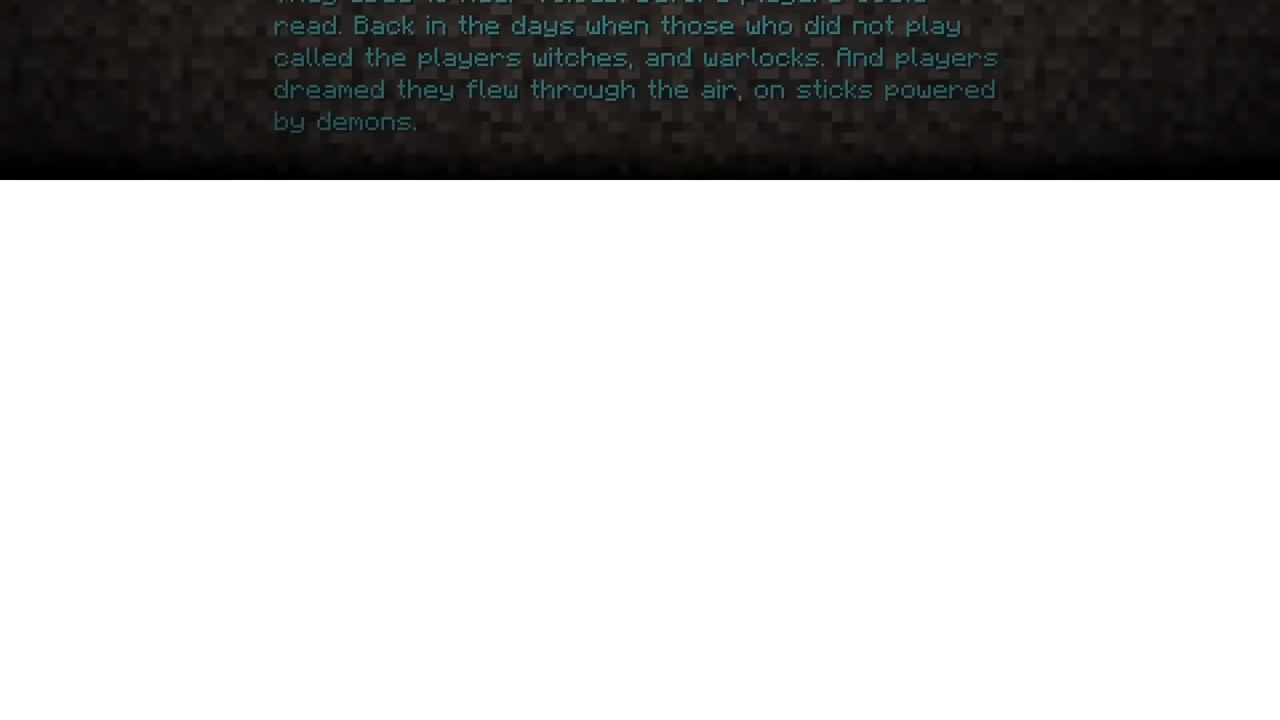 read. Back in the days when those who did not play
called the players witches, and warlocks. And players
dreamed they flew through the air, on sticks powered
by demons.